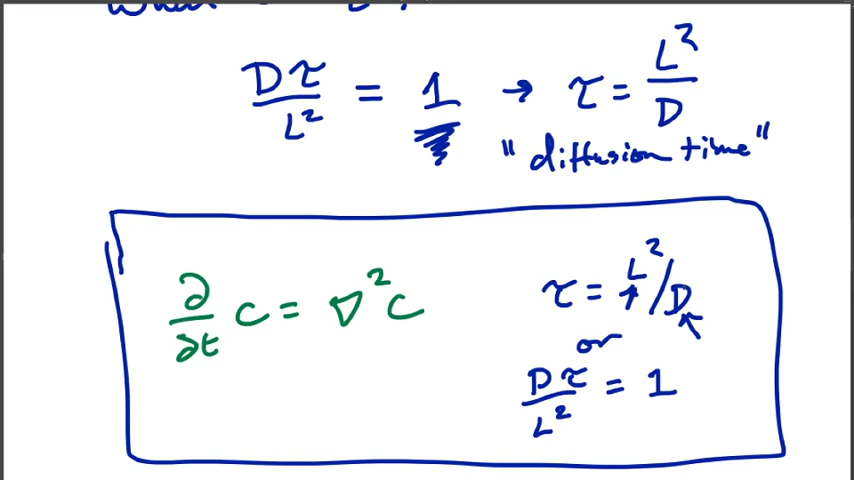 Dτ/L² = 1 → τ = L²/D
"diffusion time"
∂/∂t C = ∇²C
τ = L²/D
or
Dτ/L² = 1